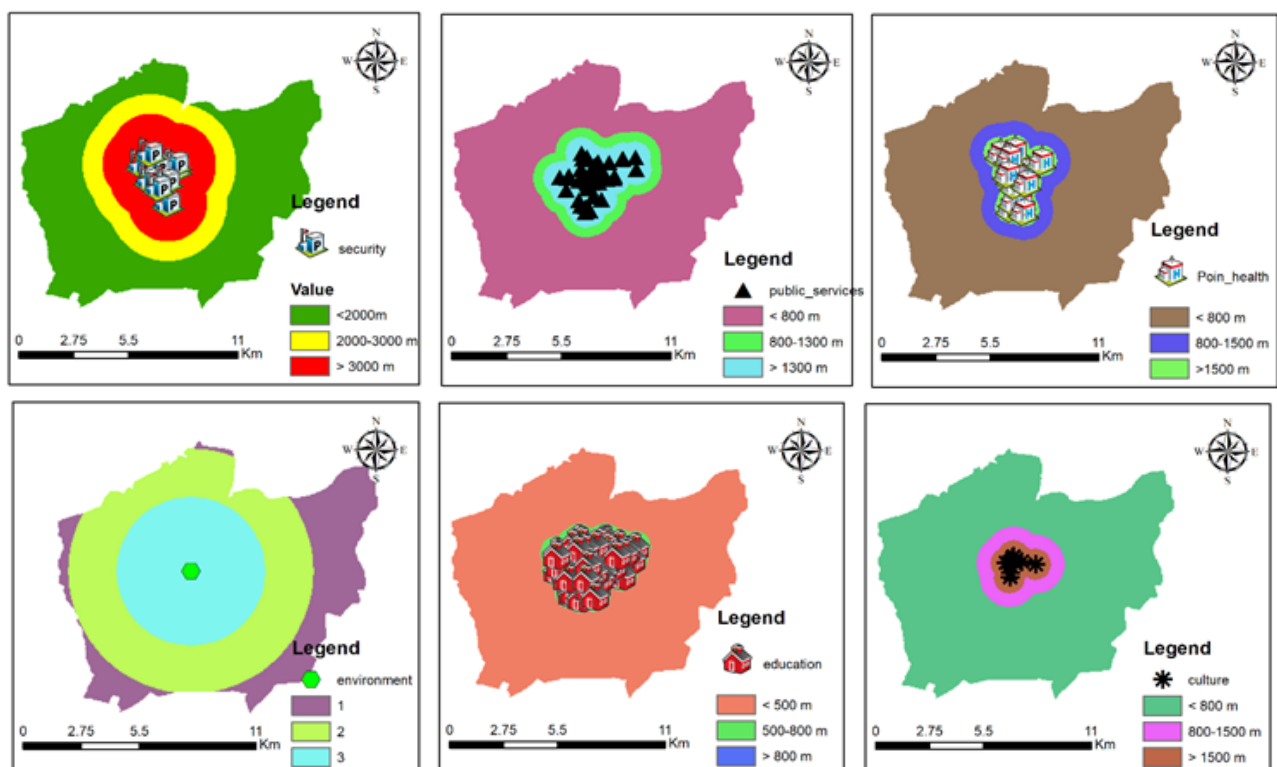 N
W E
S
Legend
security
Value
<2000m
2000-3000 m
> 3000 m
0 2.75 5.5 11
Km
N
W E
S
Legend
public_services
< 800 m
800-1300 m
> 1300 m
0 2.75 5.5 11
Km
N
W E
S
Legend
Poin_health
< 800 m
800-1500 m
>1500 m
0 2.75 5.5 11
Km
N
W E
S
Legend
environment
1
2
3
0 2.75 5.5 11
Km
N
W E
S
Legend
education
< 500 m
500-800 m
> 800 m
0 2.75 5.5 11
Km
N
W E
S
Legend
culture
< 800 m
800-1500 m
> 1500 m
0 2.75 5.5 11
Km